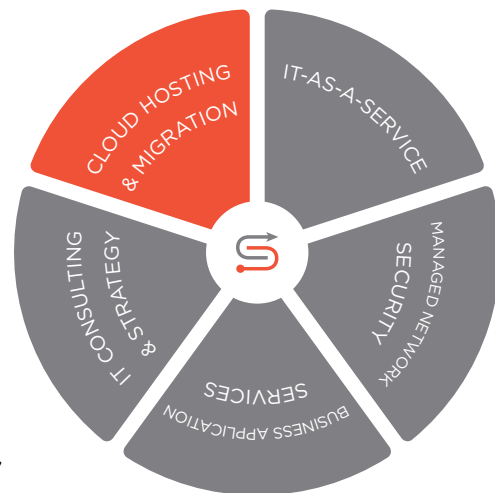 CLOUD HOSTING
& MIGRATION
IT-AS-A-SERVICE
MANAGED NETWORK
SECURITY
BUSINESS APPLICATION
SERVICES
IT CONSULTING
& STRATEGY